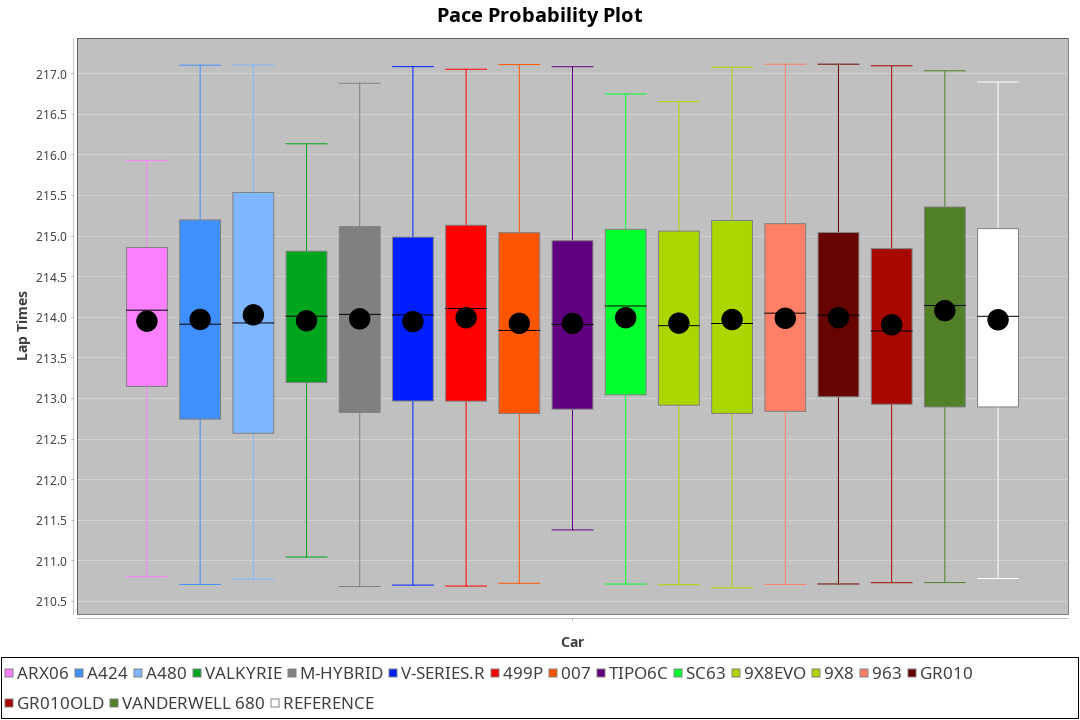 Pace Probability Plot
217.0
216.5
216.0
215.5
215.0
214.5
214.0
213.5
213.0
212.5
212.0
211.5
211.0
210.5
Lap Times
Car
ARX06 A424 A480 VALKYRIE M-HYBRID V-SERIES.R 499P 007 TIPO6C SC63 9X8EVO 9X8 963 GR010
GR010OLD VANDERWELL 680 REFERENCE